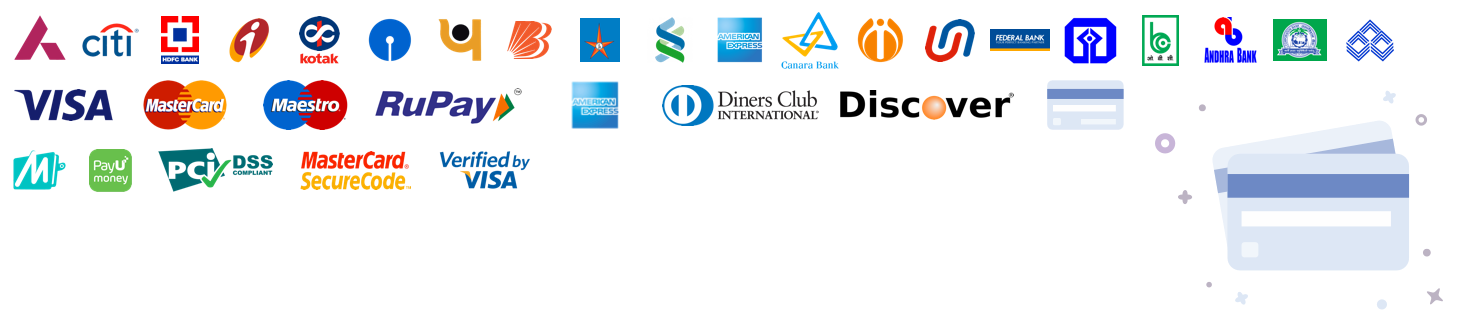 citi
HDFC BANK
kotak
प
AMERICAN EXPRESS
Canara Bank
FEDERAL BANK
ओ बी सी
ANDHRA BANK
VISA
MasterCard
Maestro
RuPay
AMERICAN EXPRESS
Diners Club
INTERNATIONAL
Discover
PayU
money
PCi DSS
COMPLIANT
MasterCard
SecureCode
Verified by
VISA